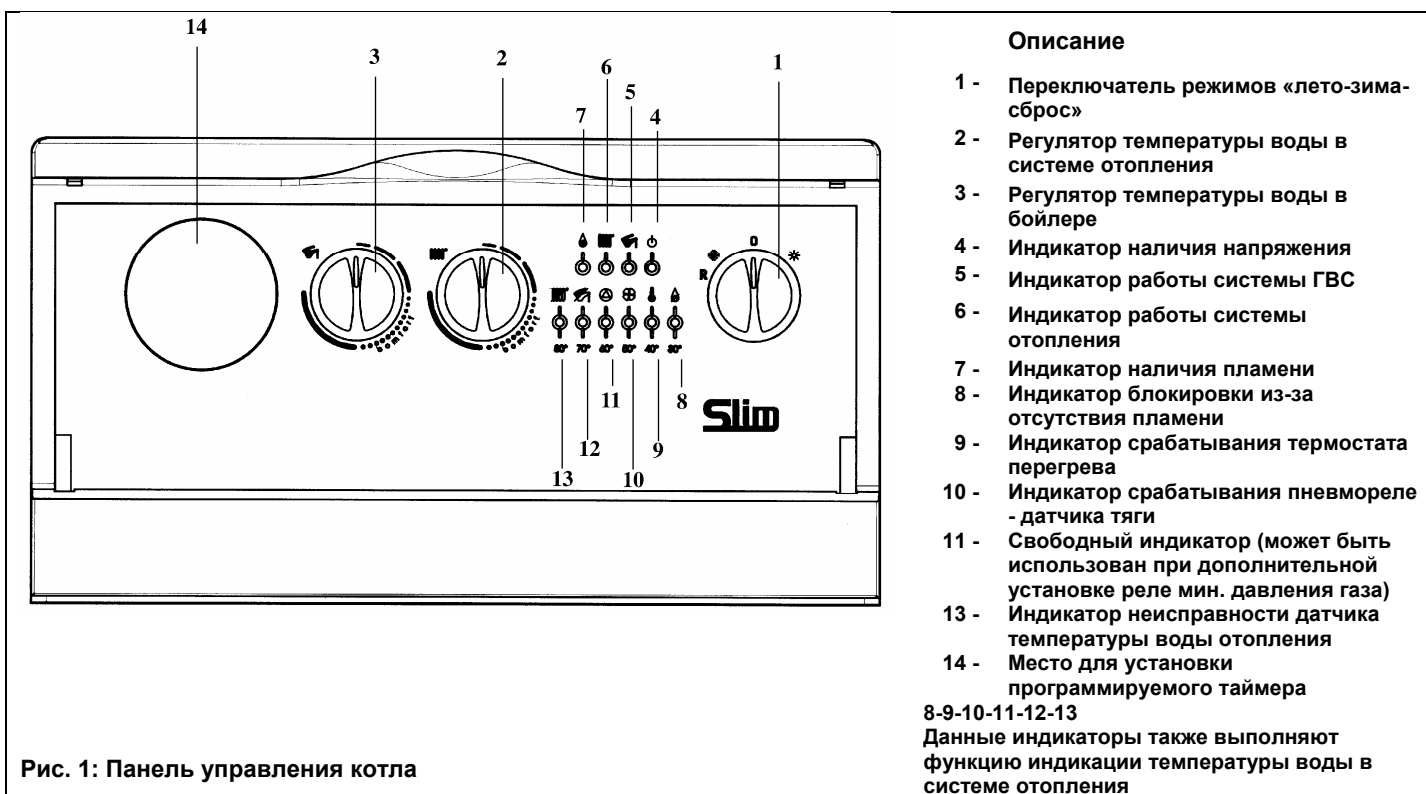 14
3
2
6
5
1
7
4
R
0
comfort
comfort
80° 70° 60° 50° 40° 30°
11
8
Slim
12
9
13
10
Рис. 1: Панель управления котла
Описание
1 - Переключатель режимов «лето-зима-
сброс»
2 - Регулятор температуры воды в
системе отопления
3 - Регулятор температуры воды в
бойлере
4 - Индикатор наличия напряжения
5 - Индикатор работы системы ГВС
6 - Индикатор работы системы
отопления
7 - Индикатор наличия пламени
8 - Индикатор блокировки из-за
отсутствия пламени
9 - Индикатор срабатывания термостата
перегрева
10 - Индикатор срабатывания пневмореле
- датчика тяги
11 - Свободный индикатор (может быть
использован при дополнительной
установке реле мин. давления газа)
13 - Индикатор неисправности датчика
температуры воды отопления
14 - Место для установки
программируемого таймера
8-9-10-11-12-13
Данные индикаторы также выполняют
функцию индикации температуры воды в
системе отопления